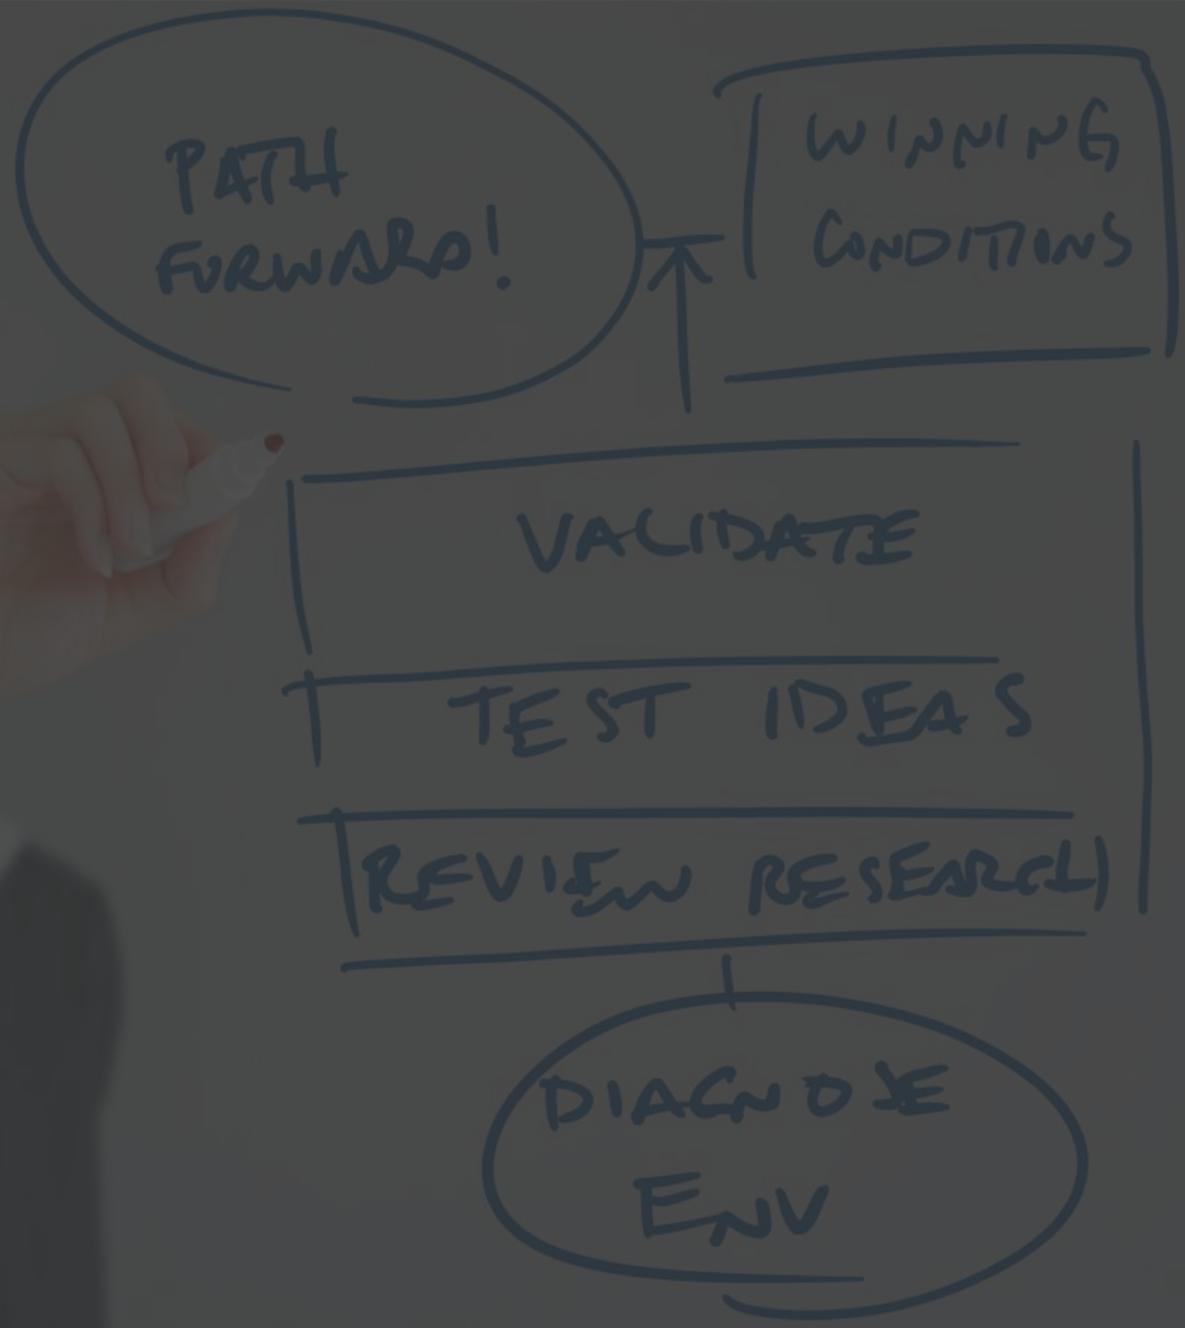 PATH
FORWARD!
WINNING
CONDITIONS
VALIDATE
TEST IDEAS
REVIEW RESEARCH
DIAGNOSE
ENV